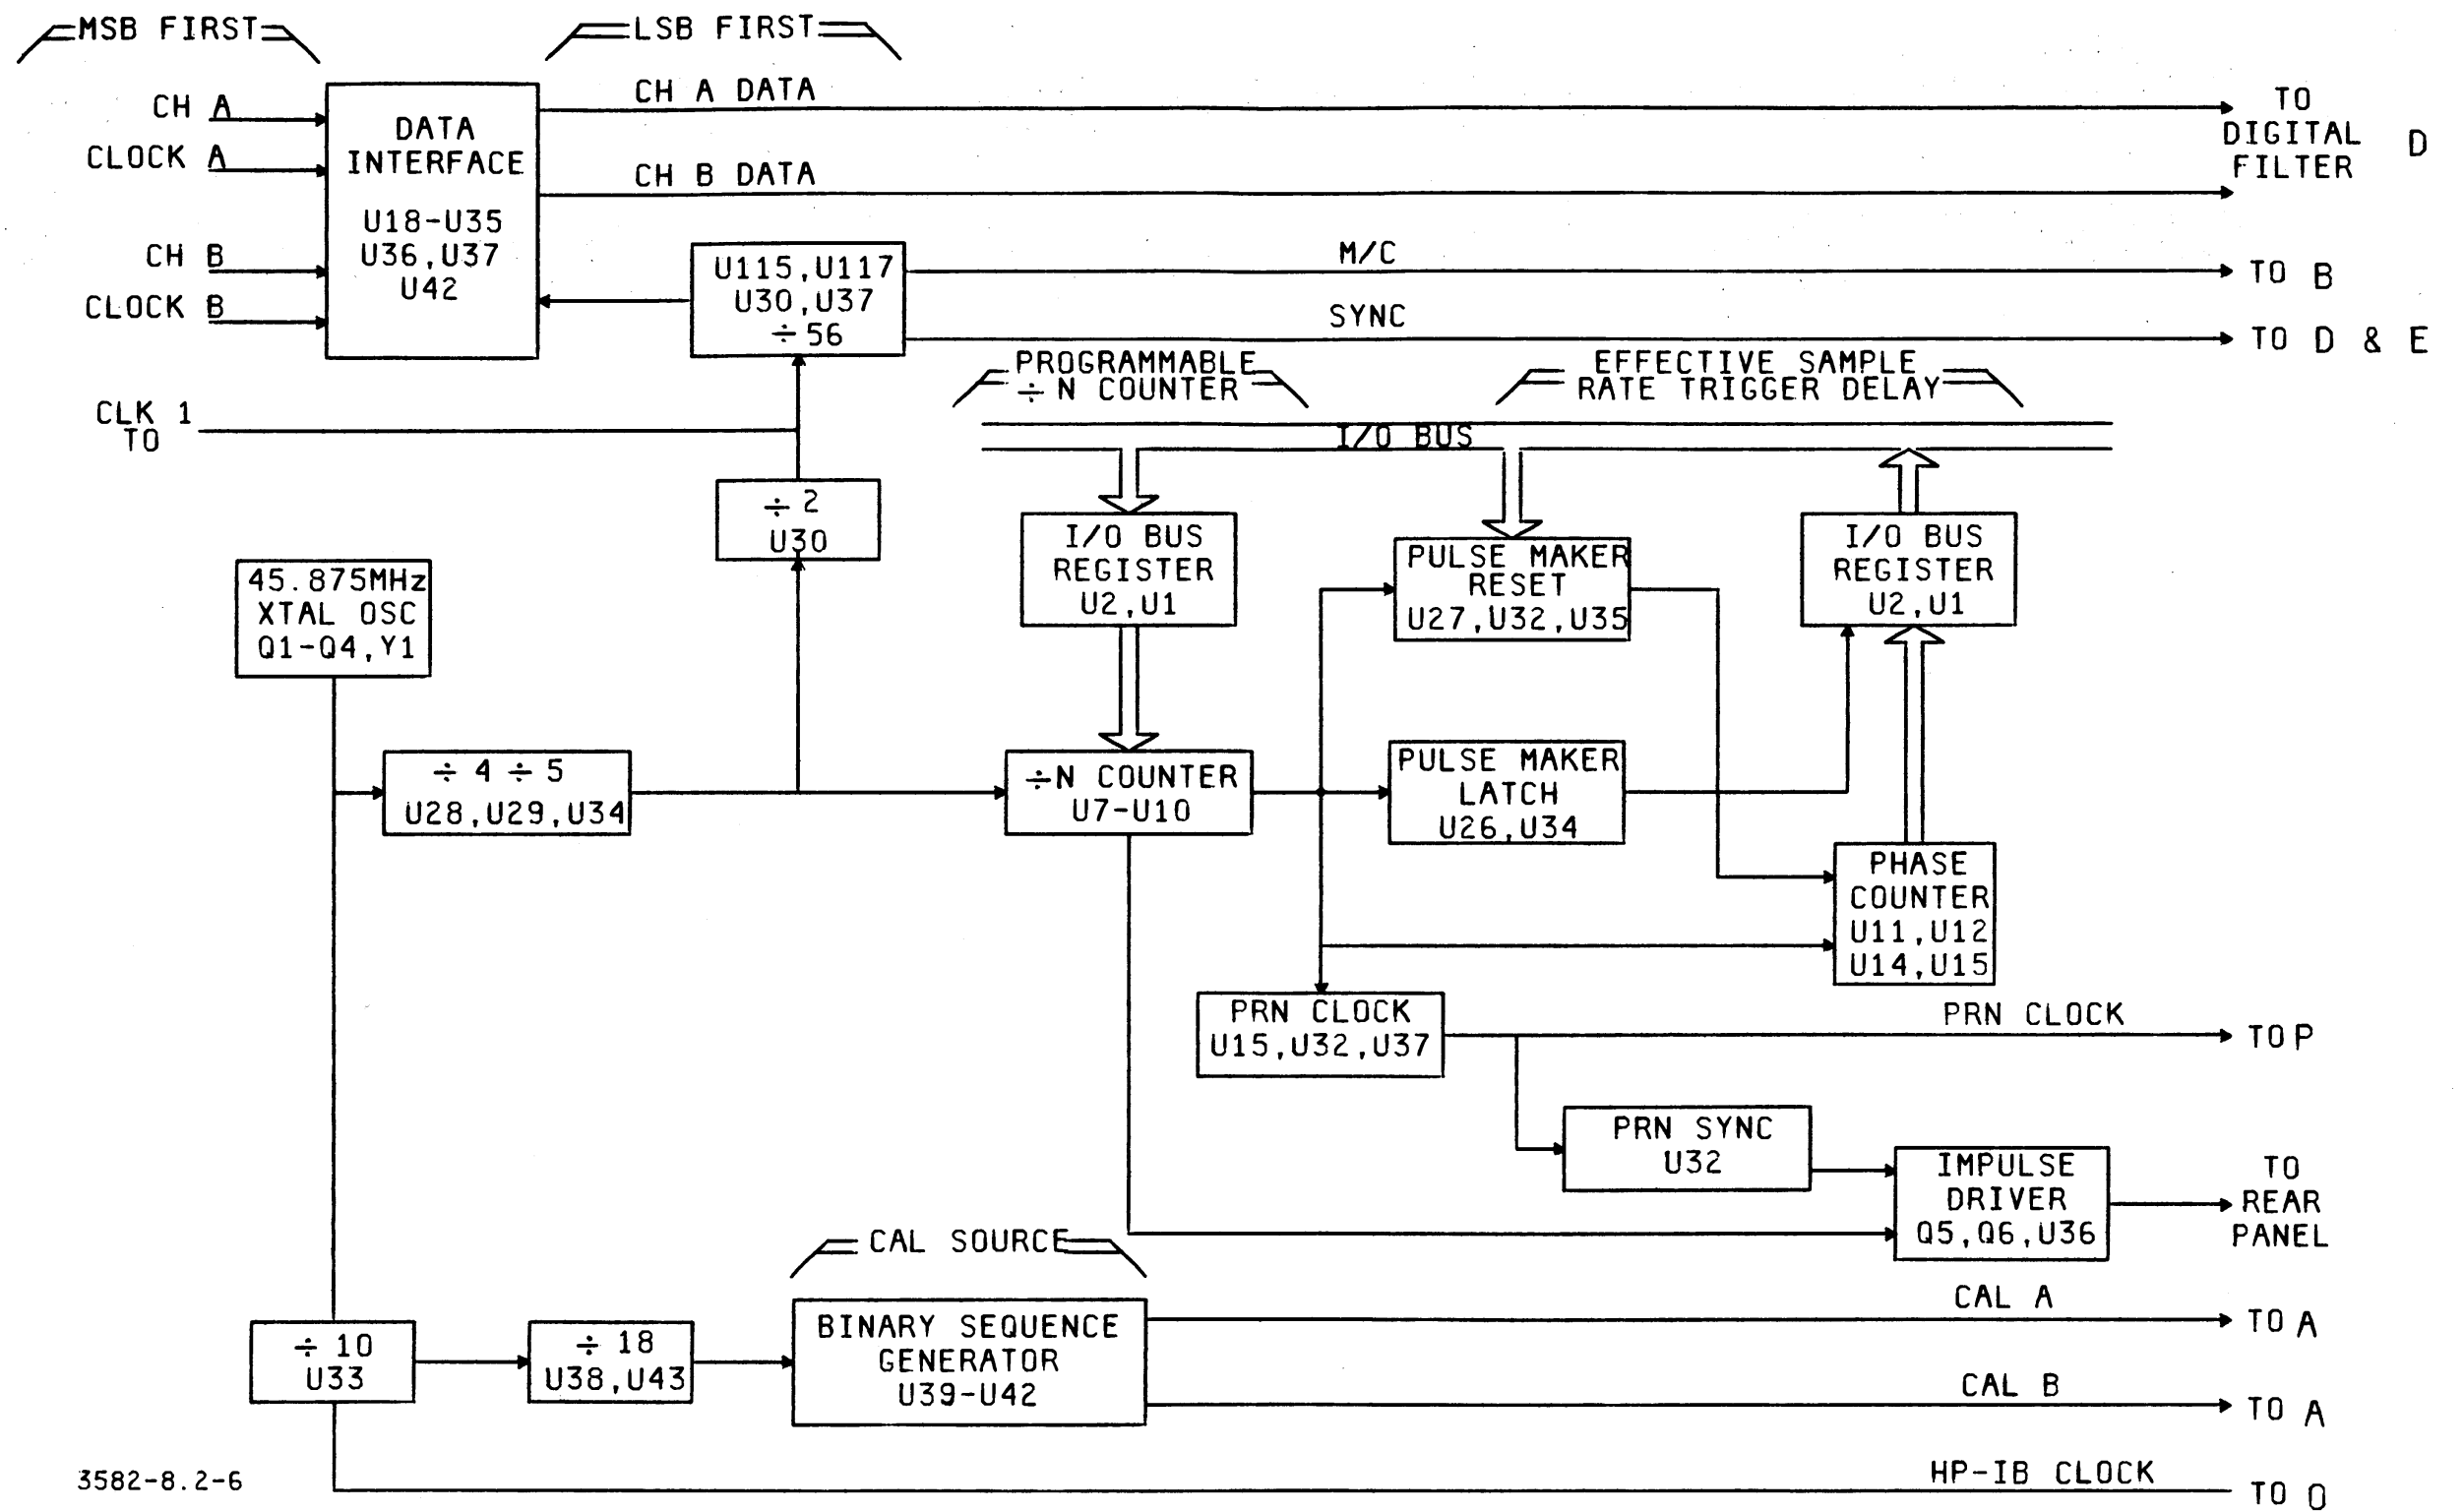 MSB FIRST
LSB FIRST
CH A
CLOCK A
CH B
CLOCK B
DATA
INTERFACE
U18-U35
U36,U37
U42
CH A DATA
CH B DATA
TO
DIGITAL D
FILTER
U115,U117
U30,U37
÷56
M/C
TO B
SYNC
TO D & E
CLK 1
TO
PROGRAMMABLE
÷N COUNTER
EFFECTIVE SAMPLE
RATE TRIGGER DELAY
I/O BUS
÷2
U30
I/O BUS
REGISTER
U2,U1
PULSE MAKER
RESET
U27,U32,U35
I/O BUS
REGISTER
U2,U1
45.875MHz
XTAL OSC
Q1-Q4,Y1
÷4 ÷5
U28,U29,U34
÷N COUNTER
U7-U10
PULSE MAKER
LATCH
U26,U34
PHASE
COUNTER
U11,U12
U14,U15
PRN CLOCK
U15,U32,U37
PRN CLOCK
TO P
PRN SYNC
U32
IMPULSE
DRIVER
Q5,Q6,U36
TO
REAR
PANEL
CAL SOURCE
÷10
U33
÷18
U38,U43
BINARY SEQUENCE
GENERATOR
U39-U42
CAL A
TO A
CAL B
TO A
HP-IB CLOCK
TO O
3582-8.2-6